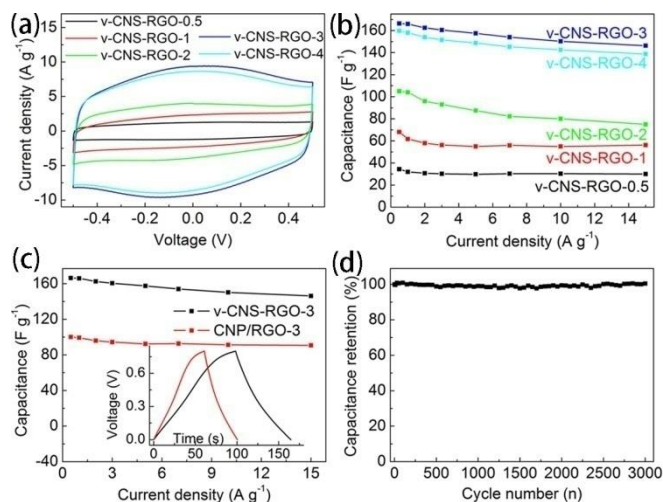 (a)
v-CNS-RGO-0.5
v-CNS-RGO-1
v-CNS-RGO-2
v-CNS-RGO-3
v-CNS-RGO-4
Current density (A g⁻¹)
10
5
0
-5
-10
-0.4 -0.2 0.0 0.2 0.4
Voltage (V)
(b)
Capacitance (F g⁻¹)
160
140
120
100
80
60
40
20
0
v-CNS-RGO-3
v-CNS-RGO-4
v-CNS-RGO-2
v-CNS-RGO-1
v-CNS-RGO-0.5
0 2 4 6 8 10 12 14
Current density (A g⁻¹)
(c)
Capacitance (F g⁻¹)
160
120
80
40
0
-40
v-CNS-RGO-3
CNP/RGO-3
Voltage (V)
0.6
0.3
0.0
Time (s)
0 50 100 150
0 3 6 9 12 15
Current density (A g⁻¹)
(d)
Capacitance retention (%)
100
80
60
40
20
0
0 500 1000 1500 2000 2500 3000
Cycle number (n)